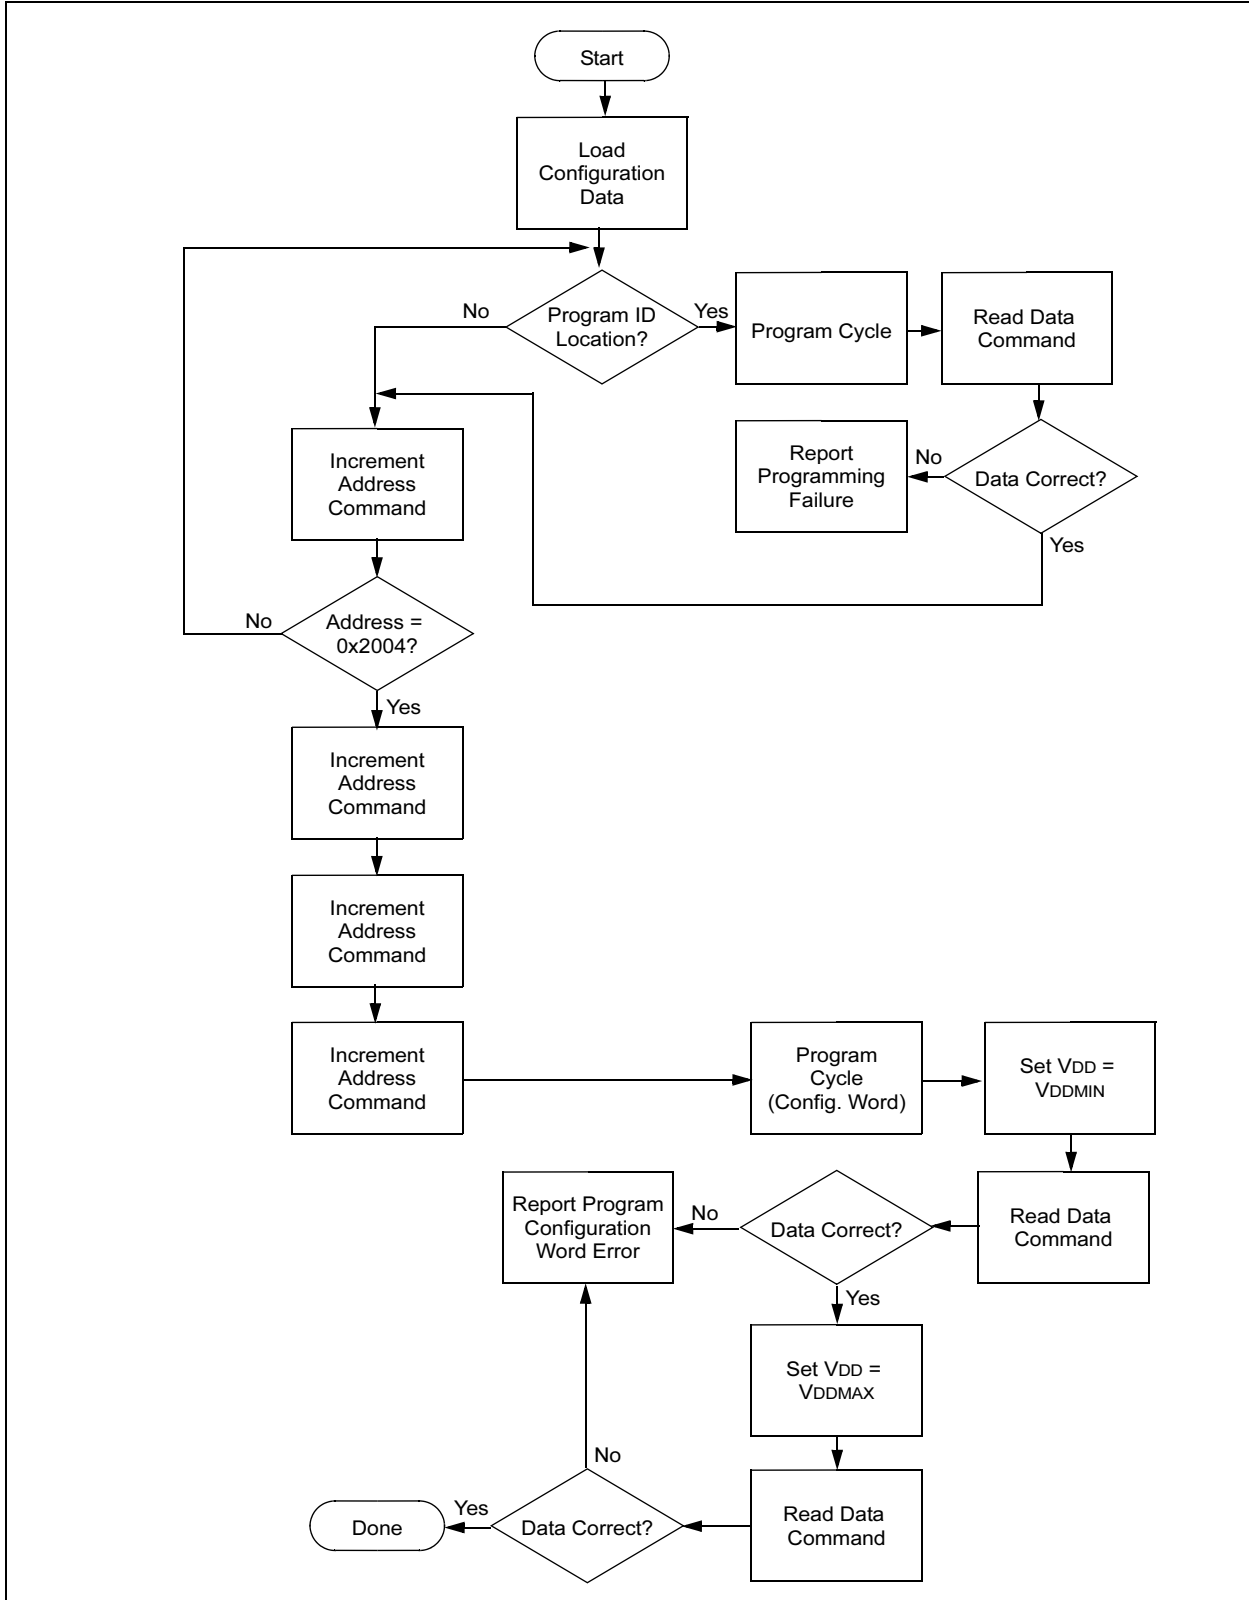 Start
Load
Configuration
Data
No
Program ID
Location?
Yes
Program Cycle
Read Data
Command
Increment
Address
Command
Report
Programming
Failure
No
Data Correct?
Yes
No
Address =
0x2004?
Yes
Increment
Address
Command
Increment
Address
Command
Increment
Address
Command
Program
Cycle
(Config. Word)
Set VDD =
VDDMIN
Report Program
Configuration
Word Error
No
Data Correct?
Read Data
Command
Yes
Set VDD =
VDDMAX
No
Done
Yes
Data Correct?
Read Data
Command